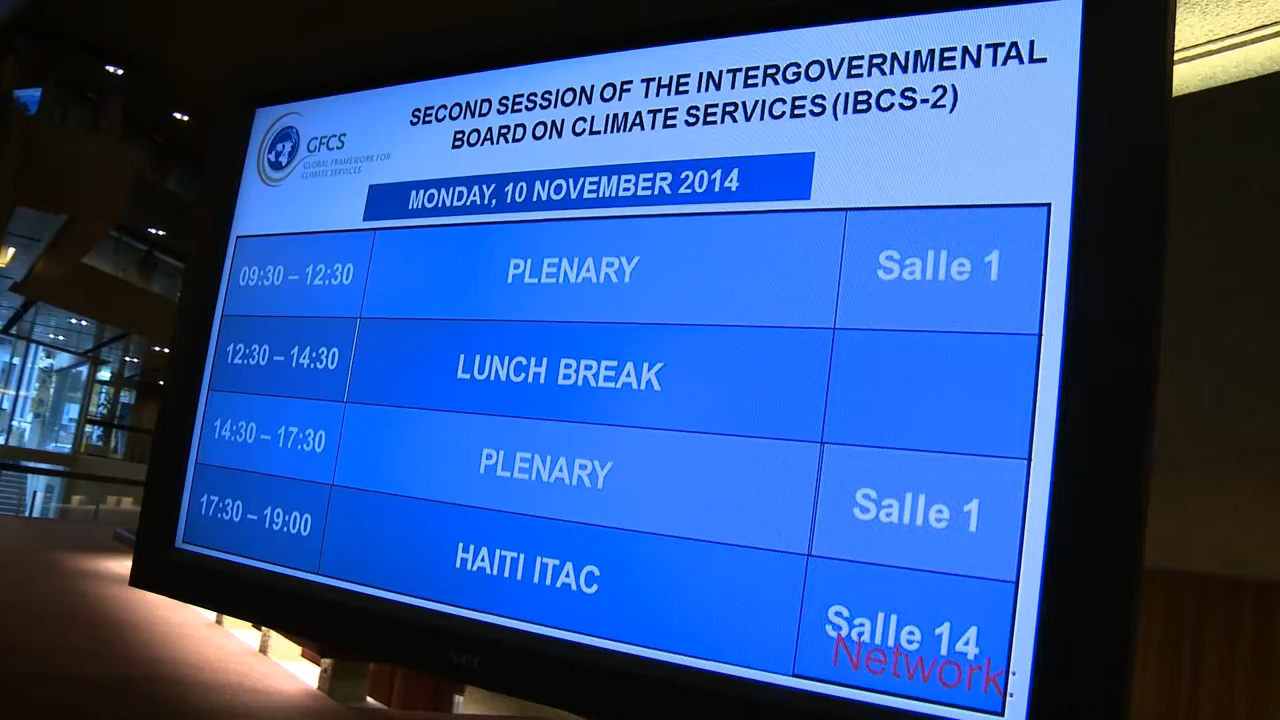 SECOND SESSION OF THE INTERGOVERNMENTAL
BOARD ON CLIMATE SERVICES (IBCS-2)
GFCS
GLOBAL FRAMEWORK FOR
CLIMATE SERVICES
MONDAY, 10 NOVEMBER 2014
09:30 – 12:30 PLENARY Salle 1
12:30 – 14:30 LUNCH BREAK
14:30 – 17:30 PLENARY Salle 1
17:30 – 19:00 HAITI ITAC Salle 14
Network:
NEC